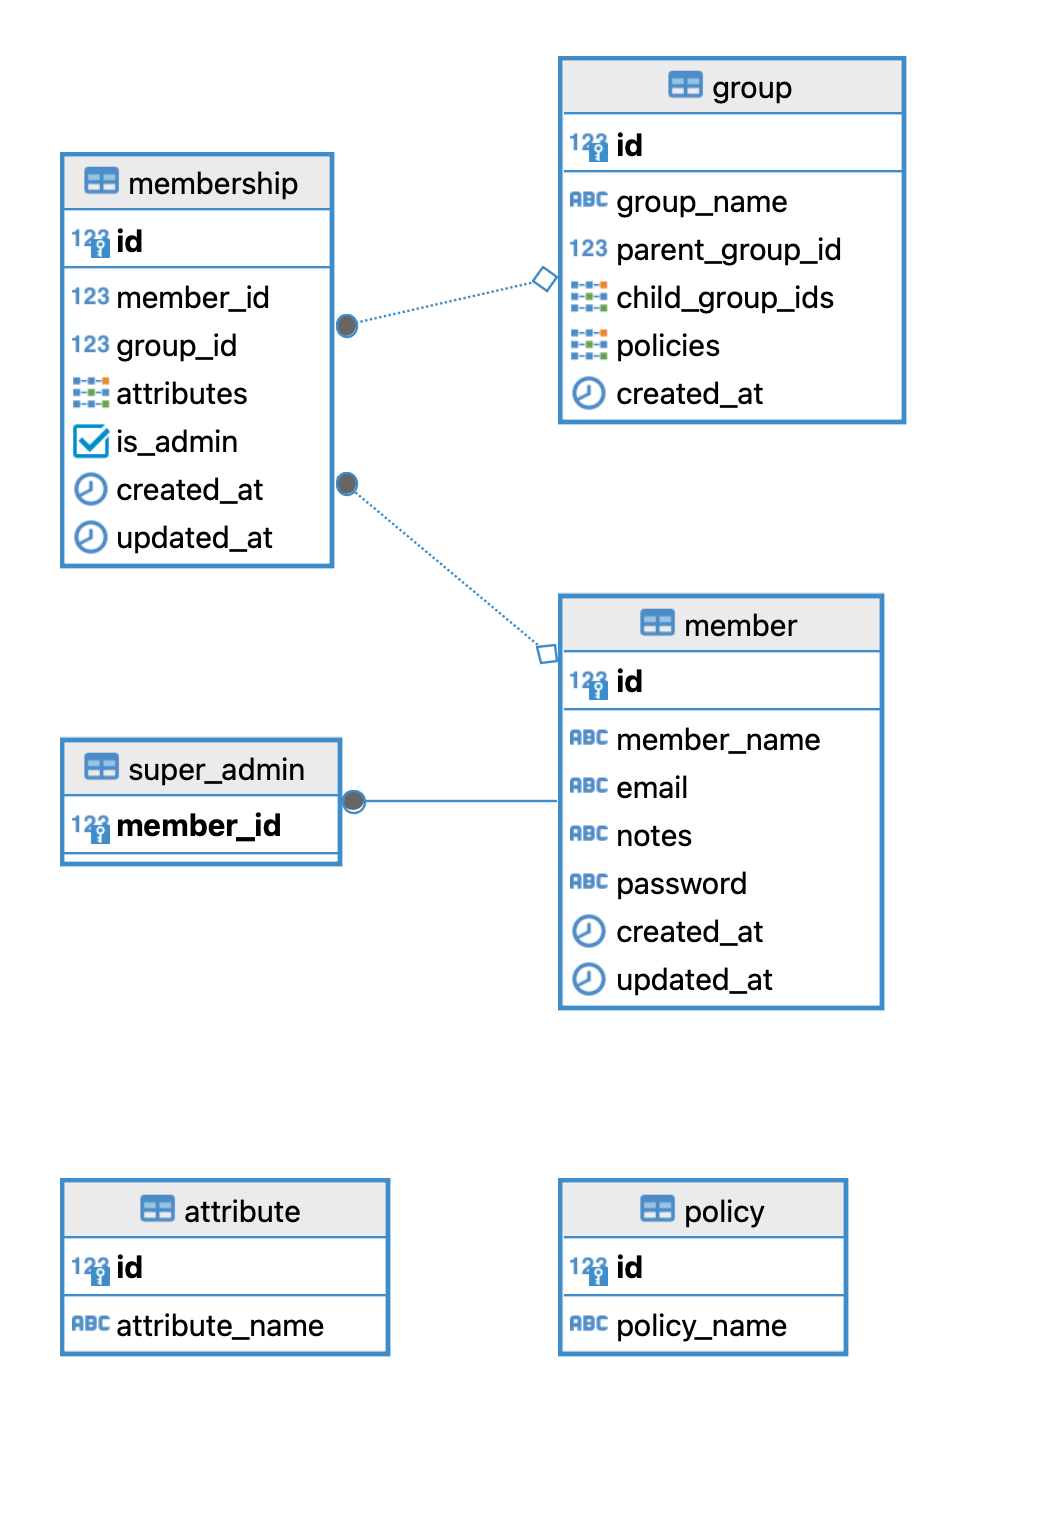 group
123 id
ABC group_name
123 parent_group_id
child_group_ids
policies
created_at
membership
123 id
123 member_id
123 group_id
attributes
is_admin
created_at
updated_at
member
123 id
ABC member_name
ABC email
ABC notes
ABC password
created_at
updated_at
super_admin
123 member_id
attribute
123 id
ABC attribute_name
policy
123 id
ABC policy_name